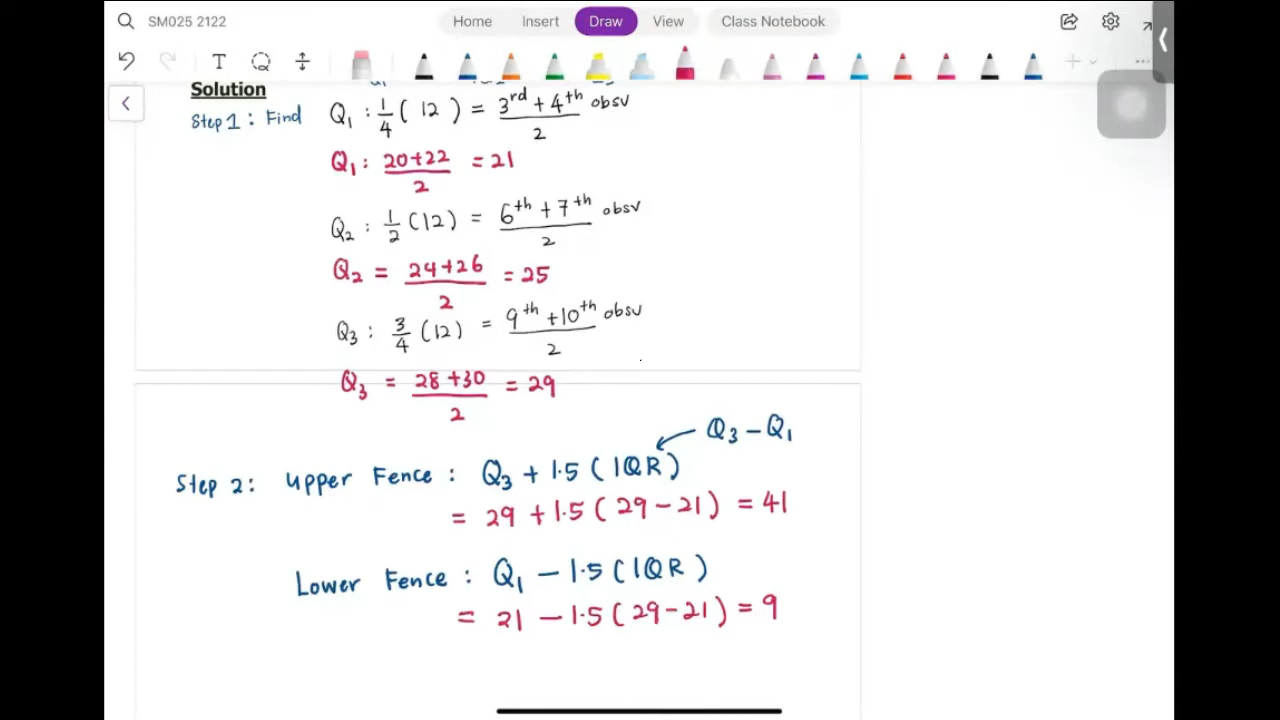 SM025 2122
Home Insert Draw View Class Notebook
Solution
Step 1 : Find Q₁ : 1/4 ( 12 ) = (3rd + 4th)/2 obsv
Q₁ : (20+22)/2 = 21
Q₂ : 1/2 (12) = (6th + 7th)/2 obsv
Q₂ = (24+26)/2 = 25
Q₃ : 3/4 (12) = (9th +10th)/2 obsv
Q₃ = (28+30)/2 = 29
Q₃ – Q₁
Step 2: Upper Fence : Q₃ + 1.5 ( IQR )
= 29 + 1.5 ( 29 – 21 ) = 41
Lower Fence : Q₁ – 1.5 ( IQR )
= 21 – 1.5 ( 29 – 21 ) = 9